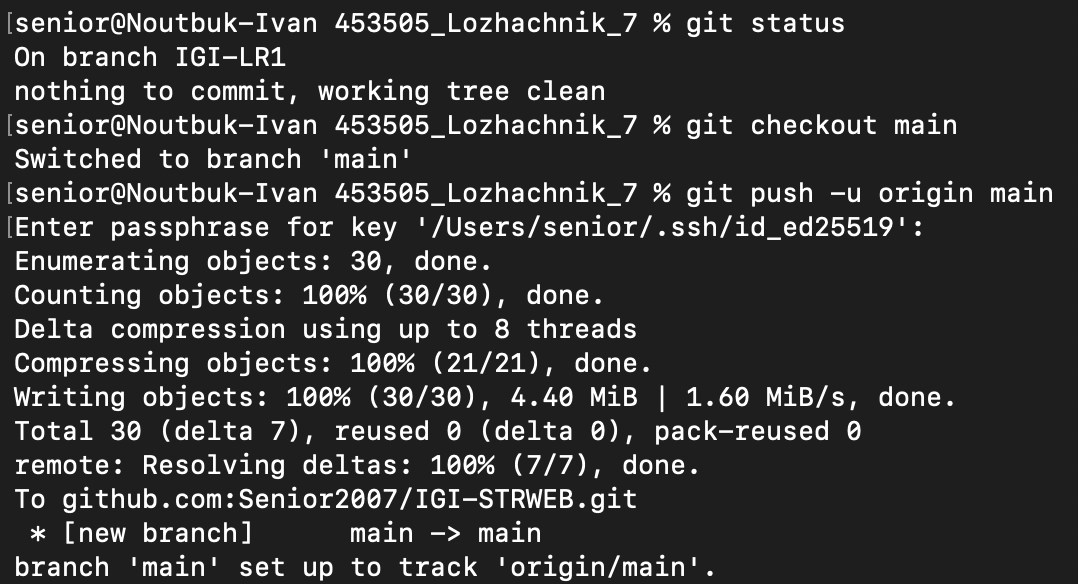 [senior@Noutbuk-Ivan 453505_Lozhachnik_7 % git status
On branch IGI-LR1
nothing to commit, working tree clean
[senior@Noutbuk-Ivan 453505_Lozhachnik_7 % git checkout main
Switched to branch 'main'
[senior@Noutbuk-Ivan 453505_Lozhachnik_7 % git push -u origin main
[Enter passphrase for key '/Users/senior/.ssh/id_ed25519':
Enumerating objects: 30, done.
Counting objects: 100% (30/30), done.
Delta compression using up to 8 threads
Compressing objects: 100% (21/21), done.
Writing objects: 100% (30/30), 4.40 MiB | 1.60 MiB/s, done.
Total 30 (delta 7), reused 0 (delta 0), pack-reused 0
remote: Resolving deltas: 100% (7/7), done.
To github.com:Senior2007/IGI-STRWEB.git
 * [new branch]      main -> main
branch 'main' set up to track 'origin/main'.